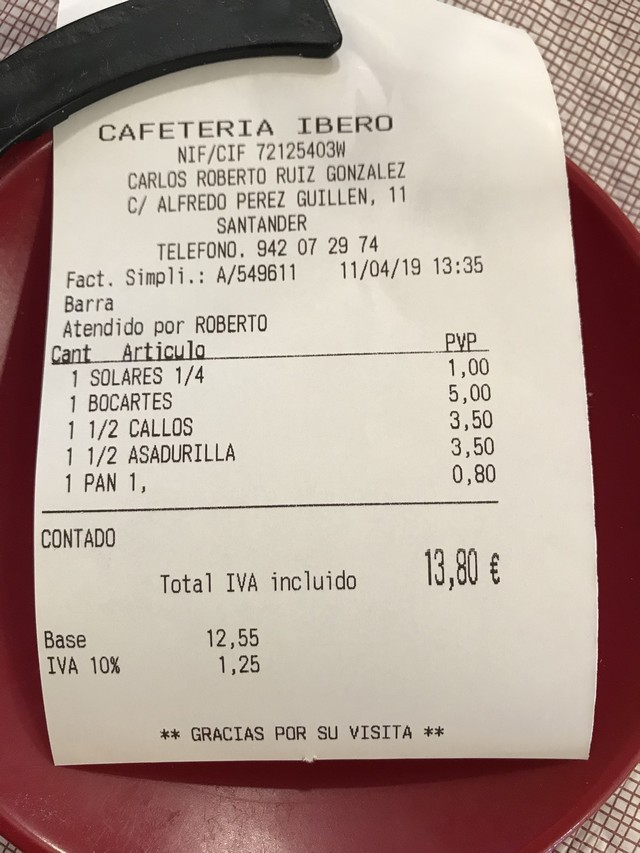 CAFETERIA IBERO
NIF/CIF 72125403W
CARLOS ROBERTO RUIZ GONZALEZ
C/ ALFREDO PEREZ GUILLEN, 11
SANTANDER
TELEFONO. 942 07 29 74
Fact. Simpli.: A/549611 11/04/19 13:35
Barra
Atendido por ROBERTO
Cant Articulo PVP
1 SOLARES 1/4 1,00
1 BOCARTES 5,00
1 1/2 CALLOS 3,50
1 1/2 ASADURILLA 3,50
1 PAN 1, 0,80
CONTADO
Total IVA incluido 13,80 €
Base 12,55
IVA 10% 1,25
** GRACIAS POR SU VISITA **